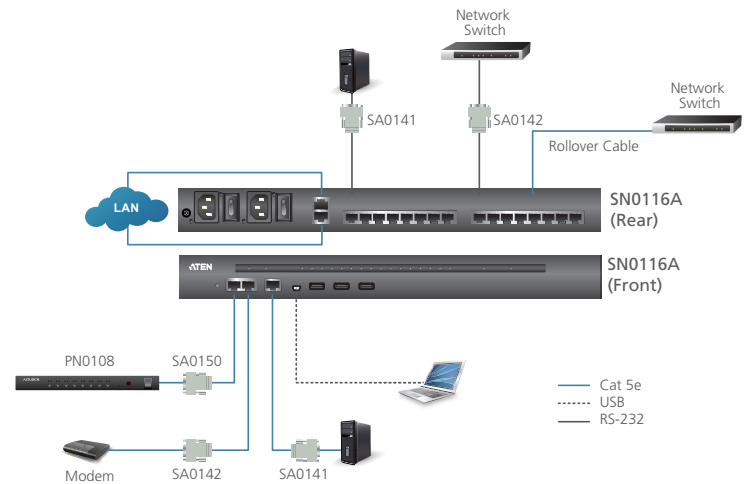 Network
Switch
Network
Switch
SA0141
SA0142
Rollover Cable
LAN
SN0116A
(Rear)
ATEN
SN0116A
(Front)
PN0108
SA0150
Cat 5e
USB
RS-232
Modem
SA0142
SA0141